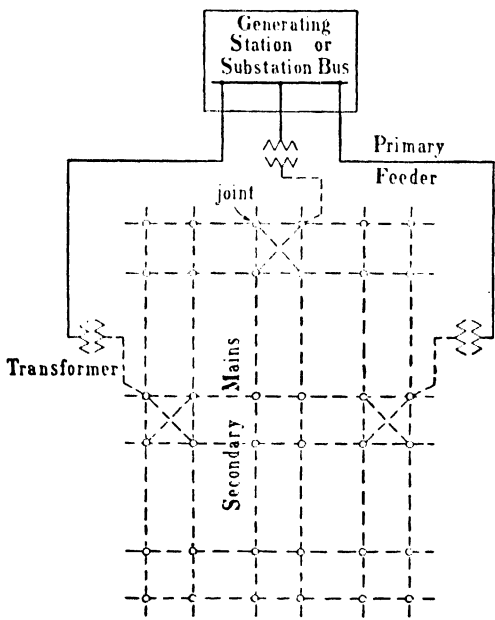 Generating
Station or
Substation Bus
Primary
Feeder
joint
Transformer
Secondary Mains